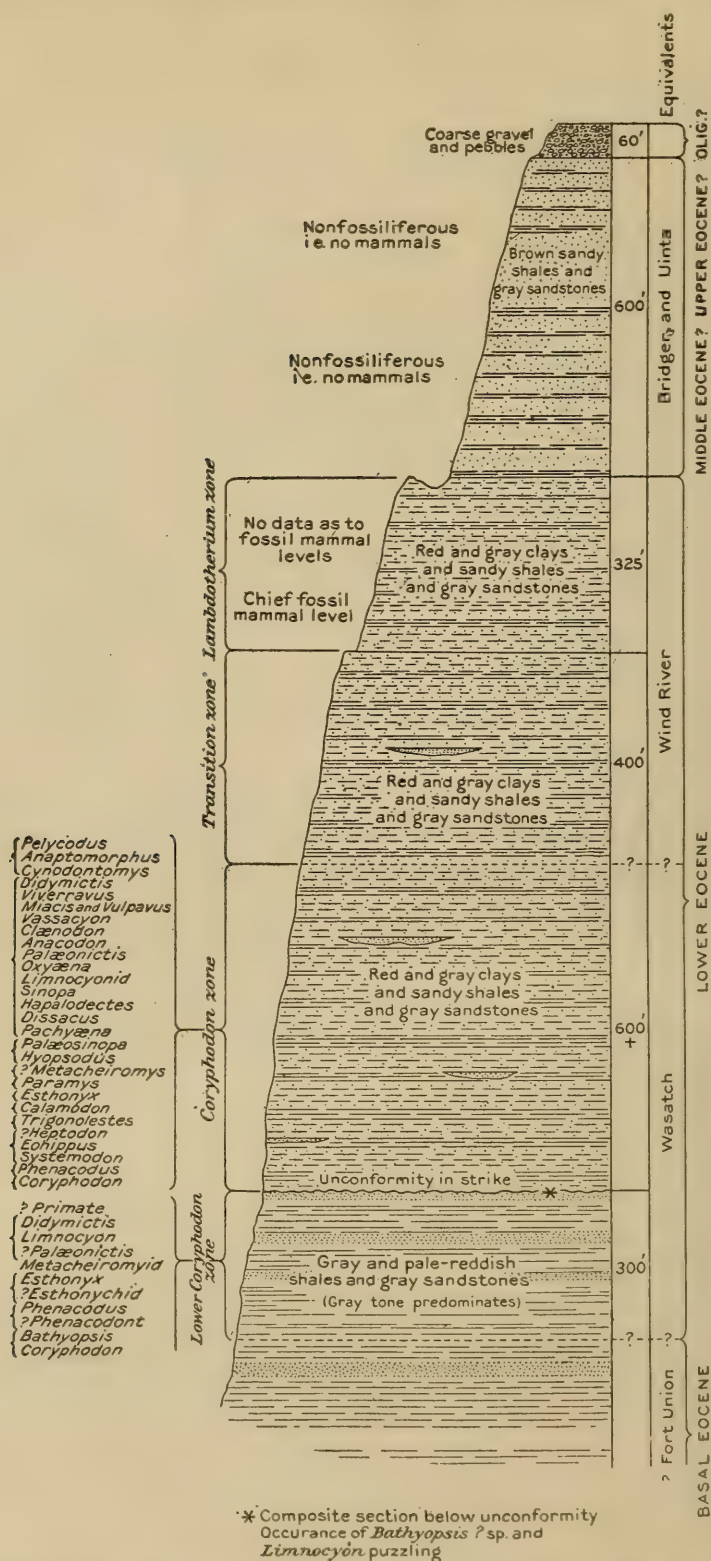 Equivalents
Coarse gravel
and pebbles
60'
OLIG.?
Nonfossiliferous
i.e. no mammals
Brown sandy
shales and
gray sandstones
600'
Nonfossiliferous
i.e. no mammals
Bridger? and Uinta
MIDDLE EOCENE? UPPER EOCENE?
Lambdotherium zone
No data as to
fossil mammal
levels
Chief fossil
mammal level
Red and gray clays
and sandy shales
and gray sandstones
325'
Wind River
Transition zone
Red and gray clays
and sandy shales
and gray sandstones
400'
?
?
LOWER EOCENE
Pelycodus
Anaptomorphus
Cynodontomys
Didymictis
Viverravus
Miacis and Vulpavus
Vassacyon
Clænodon
Anacodon
Palæonictis
Oxyæna
Limnocyonid
Sinopa
Hapalodectes
Dissacus
Pachyæna
Palæosinopa
Hyopsodus
?Metacheiromys
Paramys
Esthonyx
Calamodon
Trigonolestes
?Heptodon
Eohippus
Systemodon
Phenacodus
Coryphodon
Coryphodon zone
Red and gray clays
and sandy shales
and gray sandstones
600'
+
Wasatch
Unconformity in strike
*
? Primate
Didymictis
Limnocyon
?Palæonictis
Metacheiromyid
Esthonyx
?Esthonychid
Phenacodus
?Phenacodont
Bathyopsis
Coryphodon
Lower Coryphodon
zone
Gray and pale-reddish
shales and gray sandstones
(Gray tone predominates)
300'
?
?
? Fort Union
BASAL EOCENE
* Composite section below unconformity
Occurance of Bathyopsis ? sp. and
Limnocyon puzzling